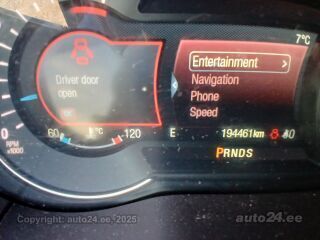 7°C
Entertainment >
Navigation
Phone
Speed
Driver door
open
0
RPM
x1000
60 °C 120
E 194461km
PRNDS
Copyright: auto24.ee, 2025
auto24.ee